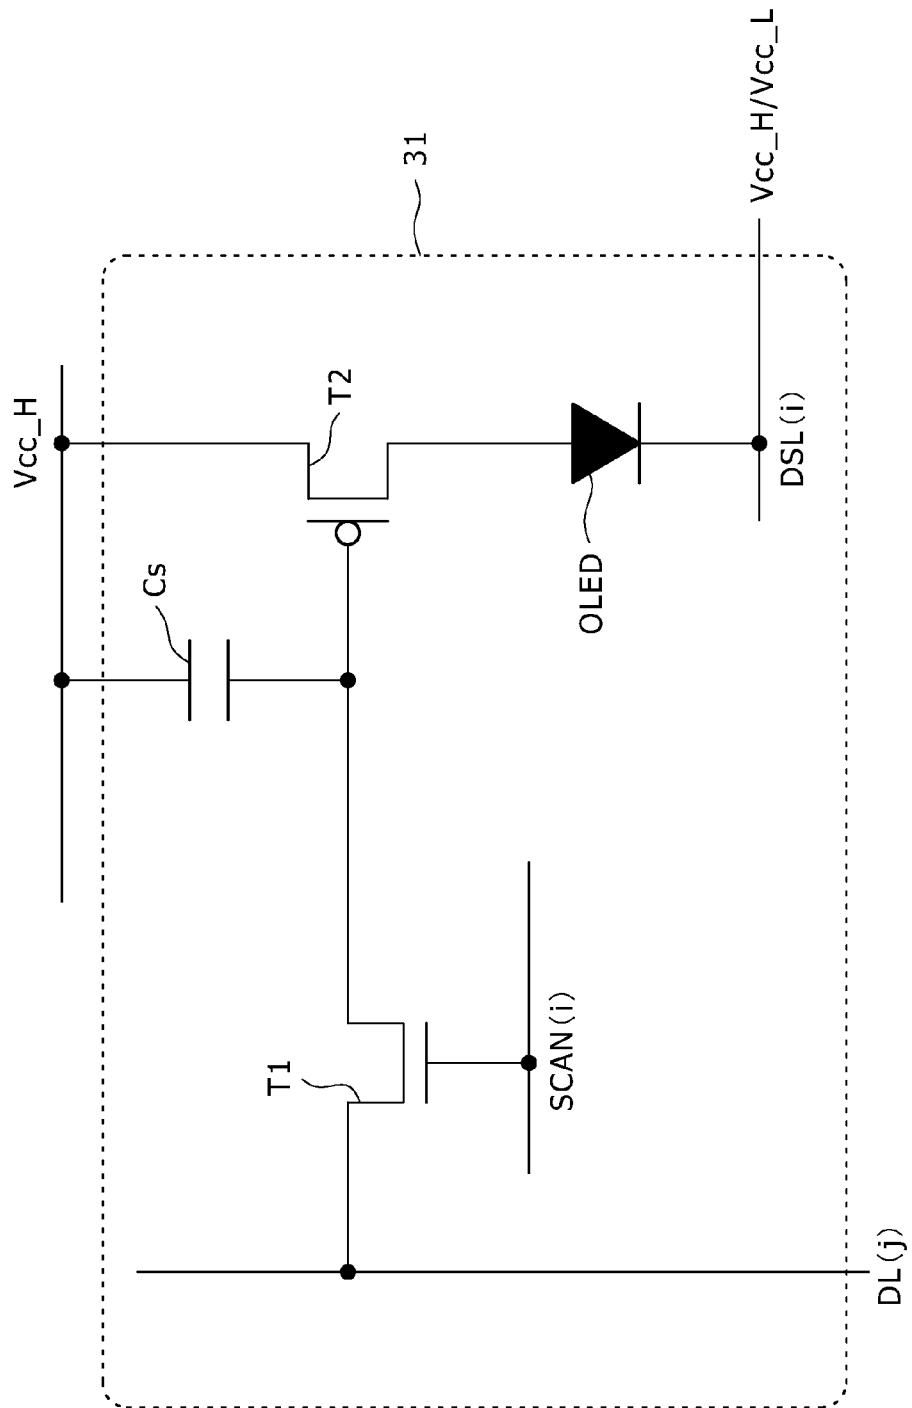 Vcc_H
Cs
T2
31
Vcc_H/Vcc_L
DSL(i)
OLED
T1
SCAN(i)
DL(j)